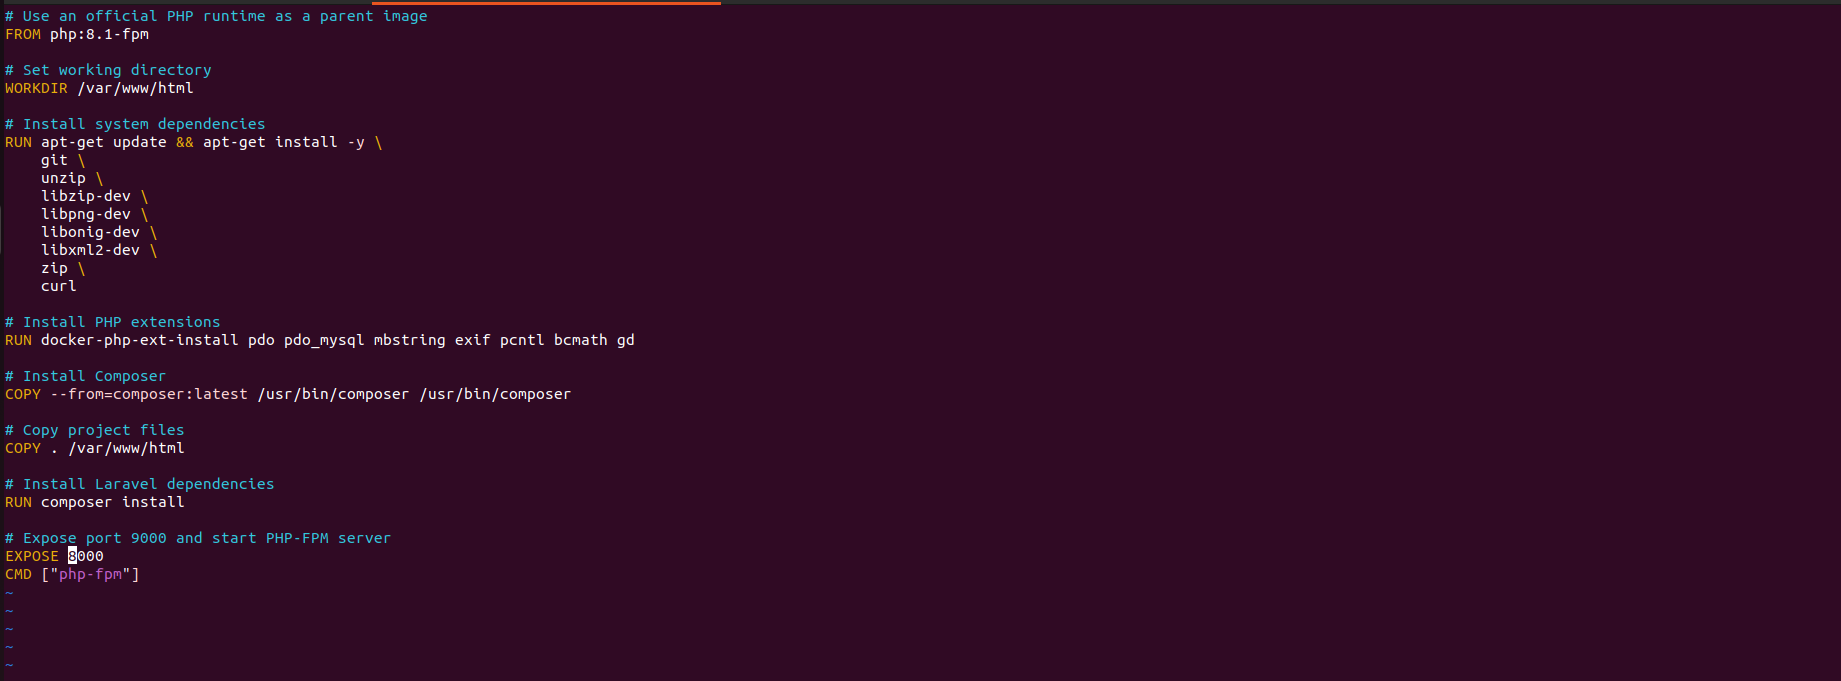 # Use an official PHP runtime as a parent image
FROM php:8.1-fpm
# Set working directory
WORKDIR /var/www/html
# Install system dependencies
RUN apt-get update && apt-get install -y \
git \
unzip \
libzip-dev \
libpng-dev \
libonig-dev \
libxml2-dev \
zip \
curl
# Install PHP extensions
RUN docker-php-ext-install pdo pdo_mysql mbstring exif pcntl bcmath gd
# Install Composer
COPY --from=composer:latest /usr/bin/composer /usr/bin/composer
# Copy project files
COPY . /var/www/html
# Install Laravel dependencies
RUN composer install
# Expose port 9000 and start PHP-FPM server
EXPOSE 8000
CMD ["php-fpm"]
~
~
~
~
~